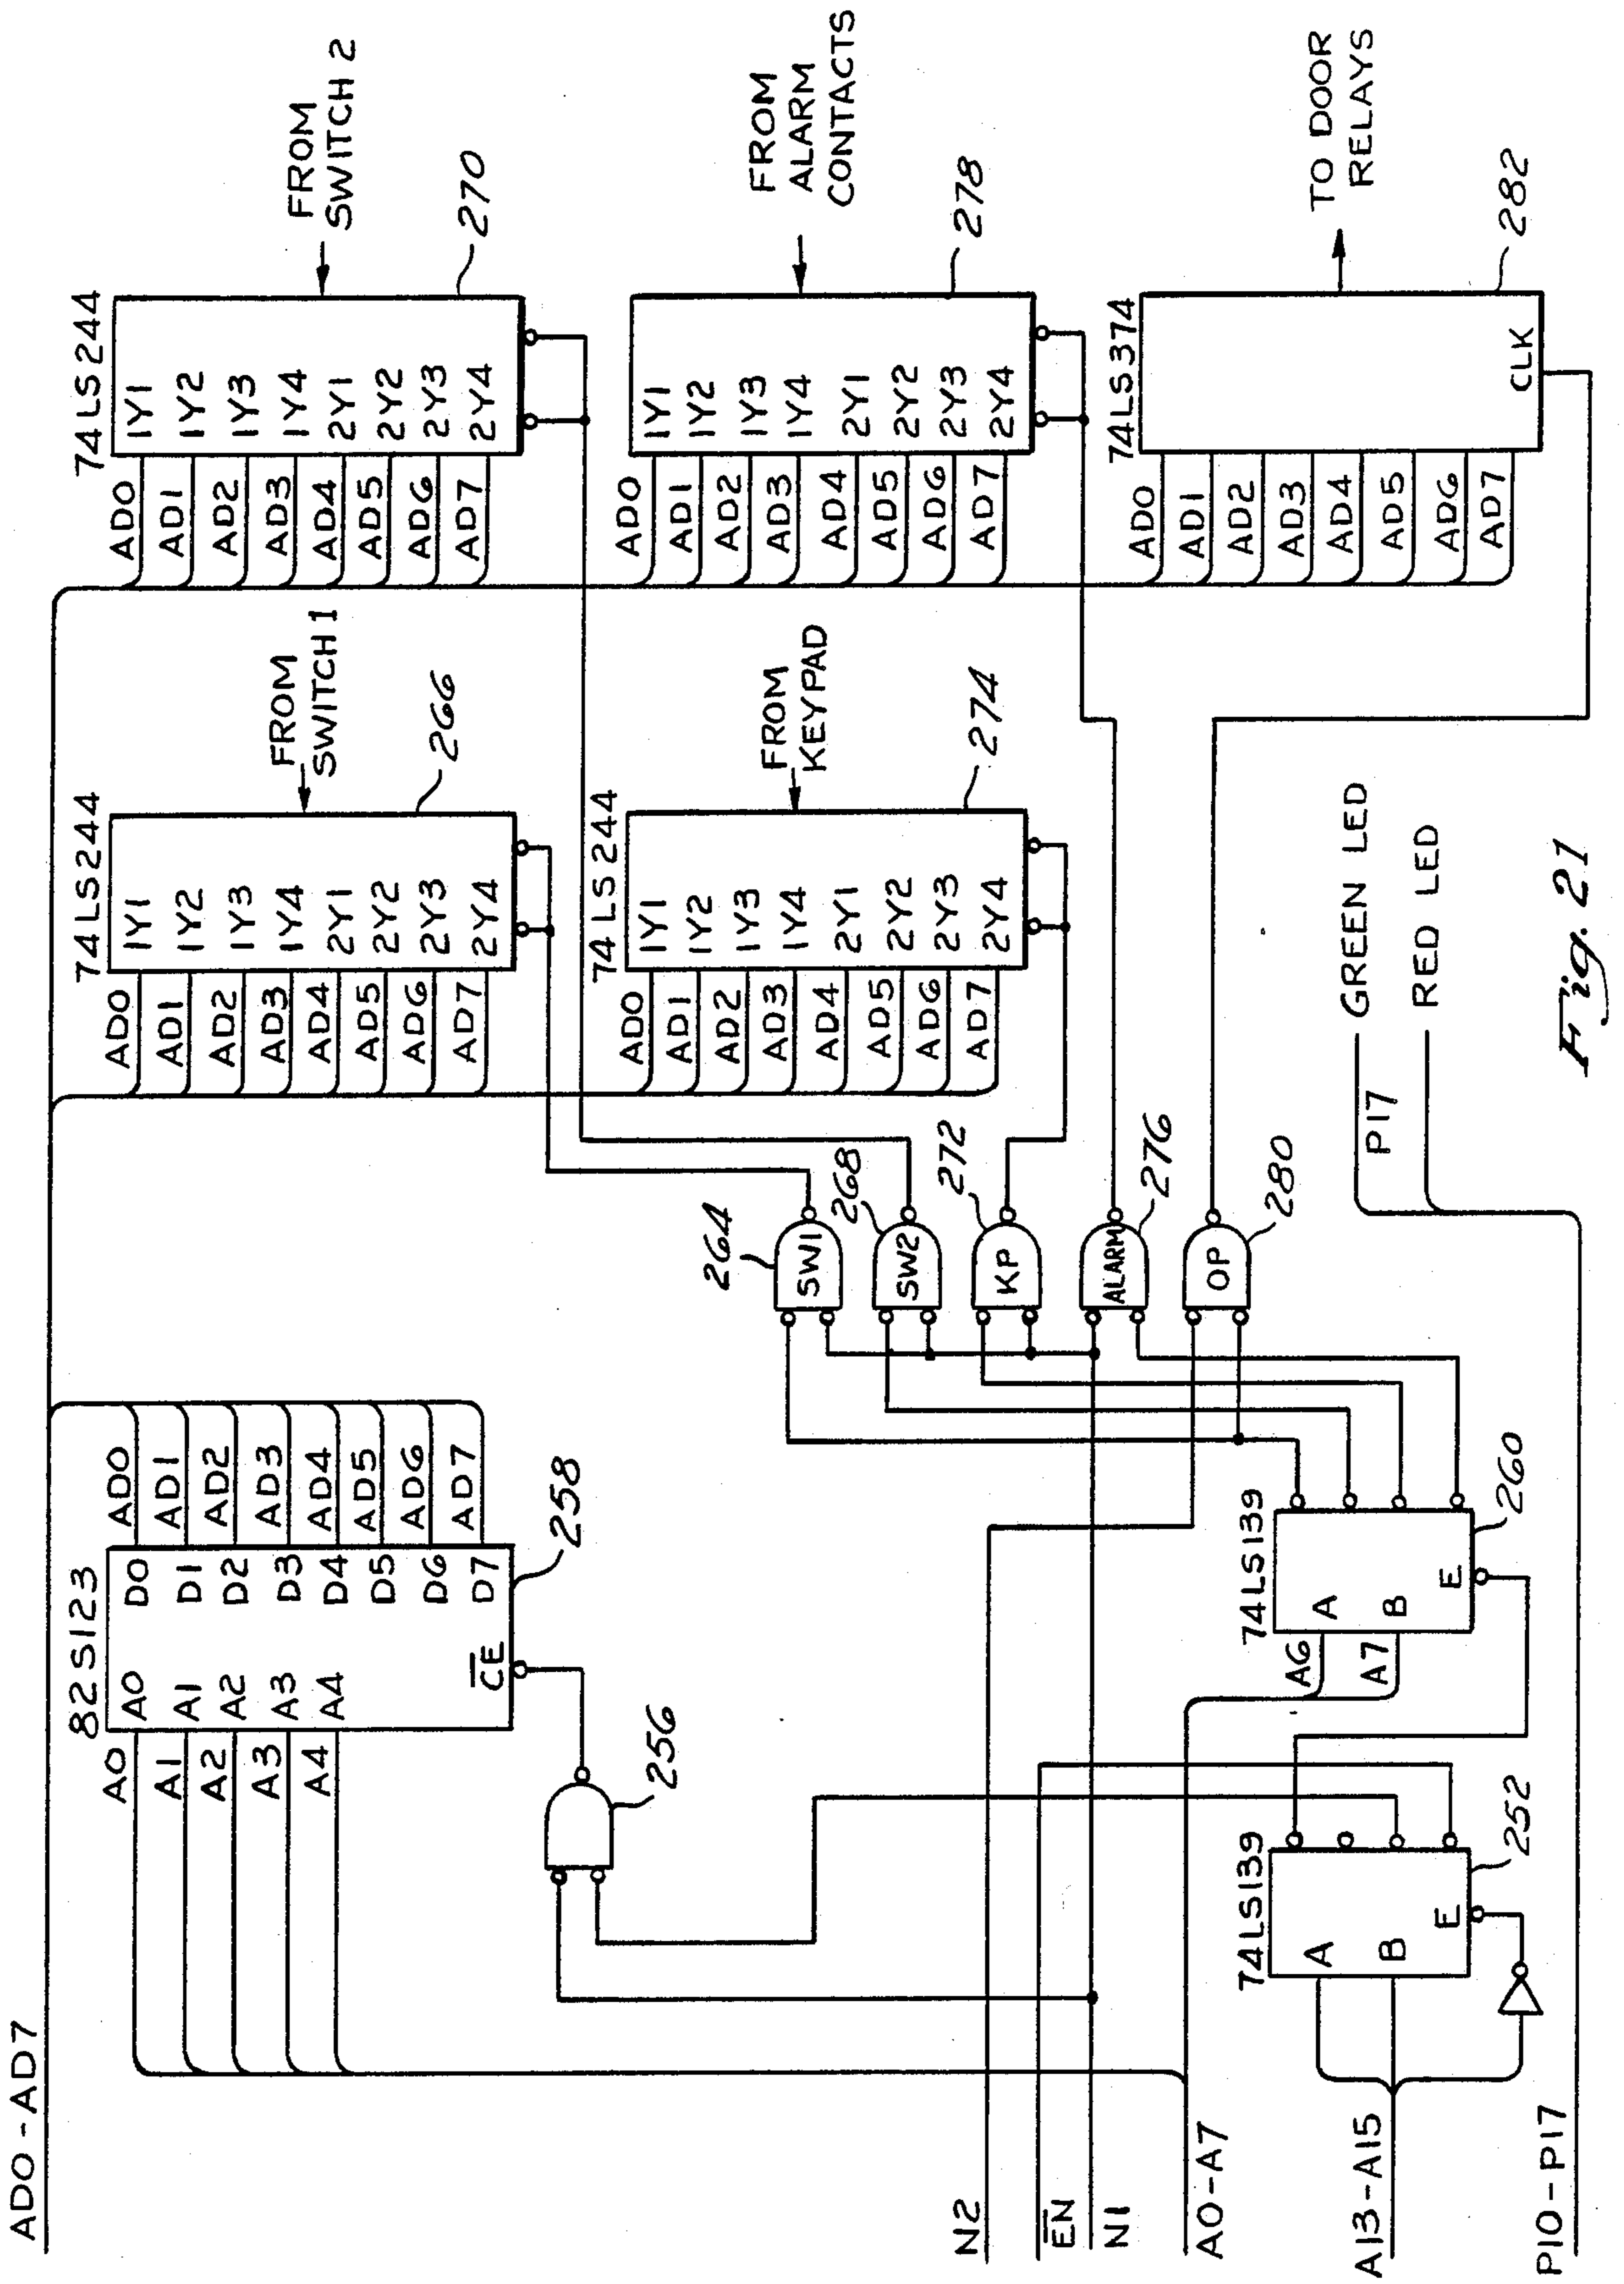 AD0-AD7
82S123
A0
A1
A2
A3
A4
A0
A1
A2
A3
A4
CE
D0
D1
D2
D3
D4
D5
D6
D7
AD0
AD1
AD2
AD3
AD4
AD5
AD6
AD7
258
256
74LS244
AD0
AD1
AD2
AD3
AD4
AD5
AD6
AD7
1Y1
1Y2
1Y3
1Y4
2Y1
2Y2
2Y3
2Y4
FROM
SWITCH 1
266
74LS244
AD0
AD1
AD2
AD3
AD4
AD5
AD6
AD7
1Y1
1Y2
1Y3
1Y4
2Y1
2Y2
2Y3
2Y4
FROM
SWITCH 2
270
74LS244
AD0
AD1
AD2
AD3
AD4
AD5
AD6
AD7
1Y1
1Y2
1Y3
1Y4
2Y1
2Y2
2Y3
2Y4
FROM
KEYPAD
274
74LS244
AD0
AD1
AD2
AD3
AD4
AD5
AD6
AD7
1Y1
1Y2
1Y3
1Y4
2Y1
2Y2
2Y3
2Y4
FROM
ALARM
CONTACTS
278
264
SW1
268
SW2
272
KP
ALARM
276
OP
280
74LS374
AD0
AD1
AD2
AD3
AD4
AD5
AD6
AD7
CLK
TO DOOR
RELAYS
282
N2
EN
N1
A0-A7
A13-A15
P10-P17
74LS139
A
B
E
252
A6
A7
74LS139
A
B
E
260
P17
GREEN LED
RED LED
Fig. 21